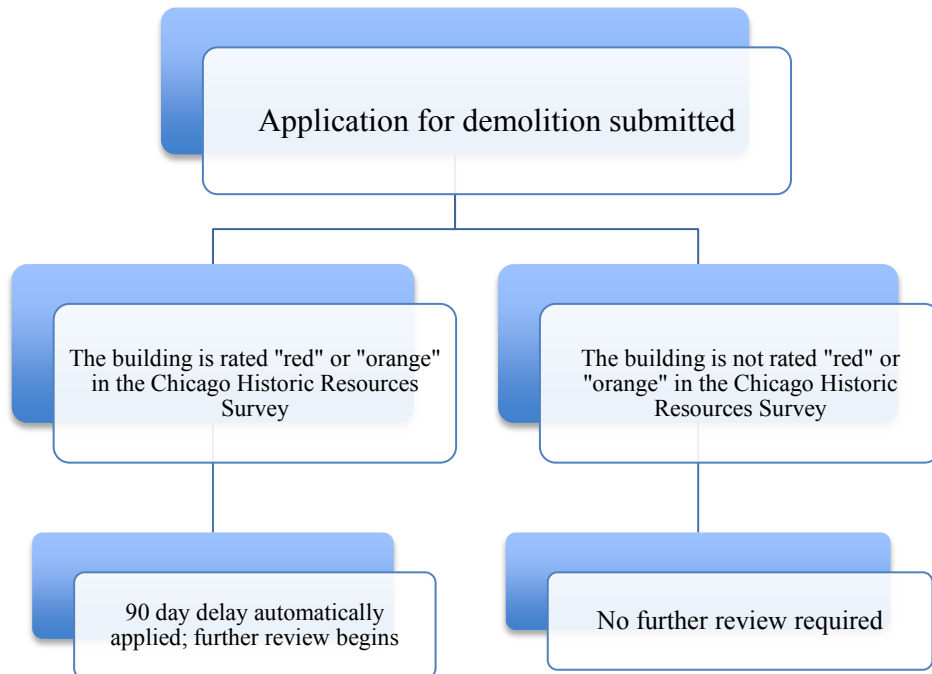 Application for demolition submitted
The building is rated "red" or "orange"
in the Chicago Historic Resources
Survey
The building is not rated "red" or
"orange" in the Chicago Historic
Resources Survey
90 day delay automatically
applied; further review begins
No further review required